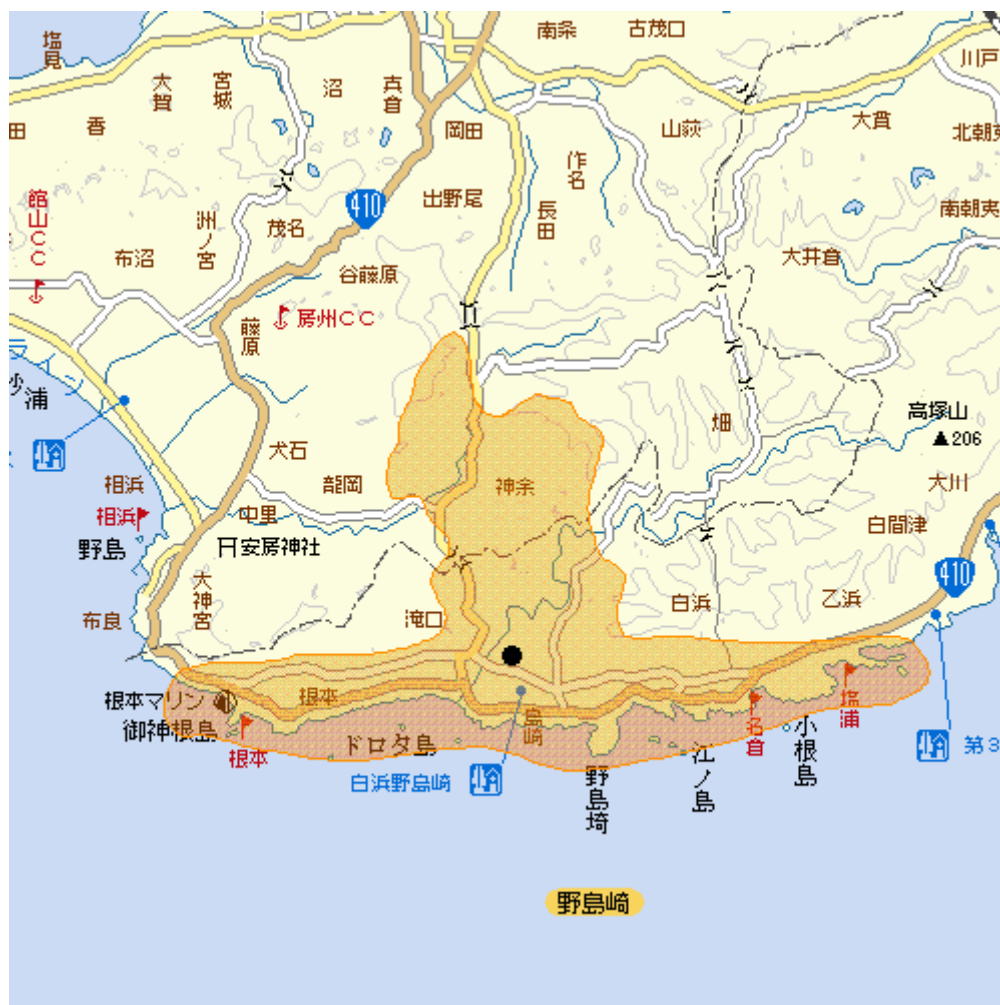 塩見
南条
古茂口
川戸
大賀
宮城
沼
真倉
岡田
山荻
大貫
北朝夷
田
香
作名
館山CC
洲ノ宮
茂名
410
出野尾
長田
南朝夷
布沼
谷藤原
大井倉
藤原
房州CC
砂浦
畑
高塚山
▲206
犬石
相浜
龍岡
神余
大川
相浜
中里
白間津
野島
安房神社
410
布良
大神宮
滝口
白浜
乙浜
根本マリン
根本
島崎
名倉
塩浦
御神根島
根本
ドロタ島
江ノ島
小根島
第3
白浜野島崎
野島埼
野島崎